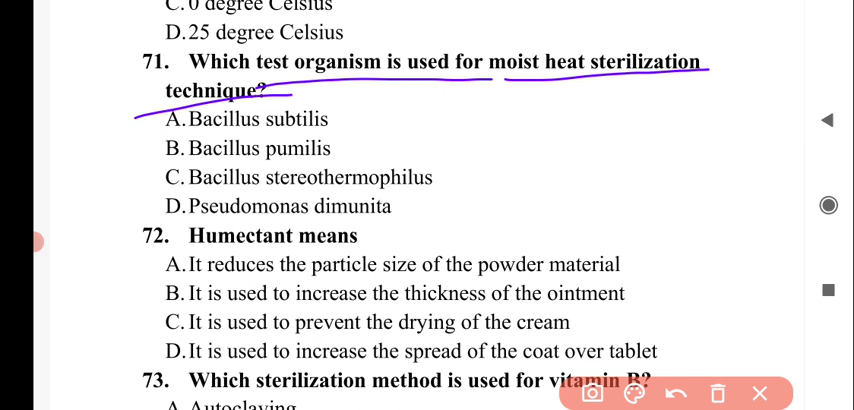 C. 0 degree Celsius
D. 25 degree Celsius
71. Which test organism is used for moist heat sterilization
technique?
A. Bacillus subtilis
B. Bacillus pumilis
C. Bacillus stereothermophilus
D. Pseudomonas dimunita
72. Humectant means
A. It reduces the particle size of the powder material
B. It is used to increase the thickness of the ointment
C. It is used to prevent the drying of the cream
D. It is used to increase the spread of the coat over tablet
73. Which sterilization method is used for vitamin B?
A. Autoclaving